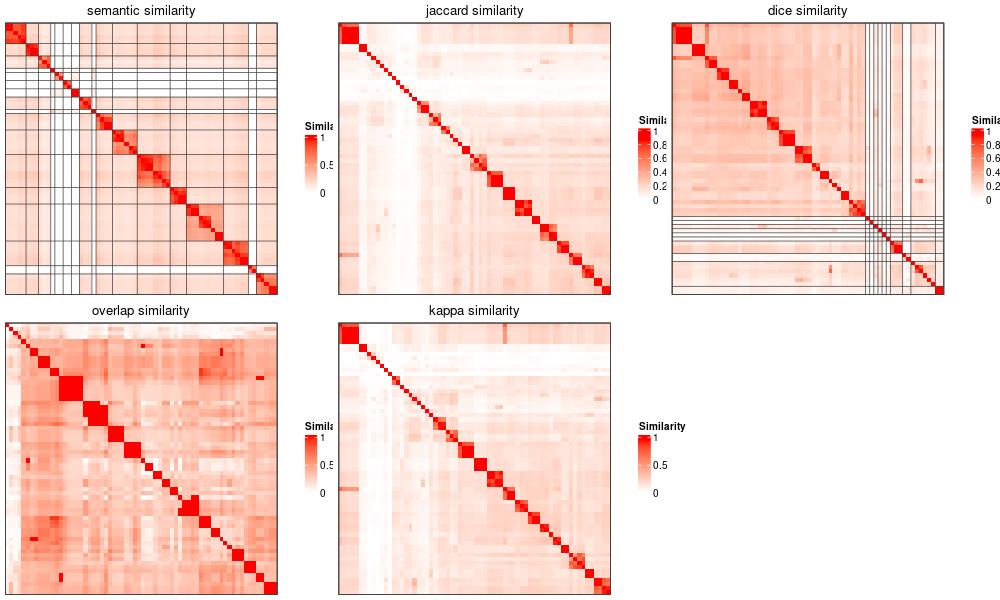 semantic similarity
Simila
1
0.5
0
jaccard similarity
Simila
1
0.8
0.6
0.4
0.2
0
dice similarity
Simila
1
0.8
0.6
0.4
0.2
0
overlap similarity
Simila
1
0.5
0
kappa similarity
Similarity
1
0.5
0